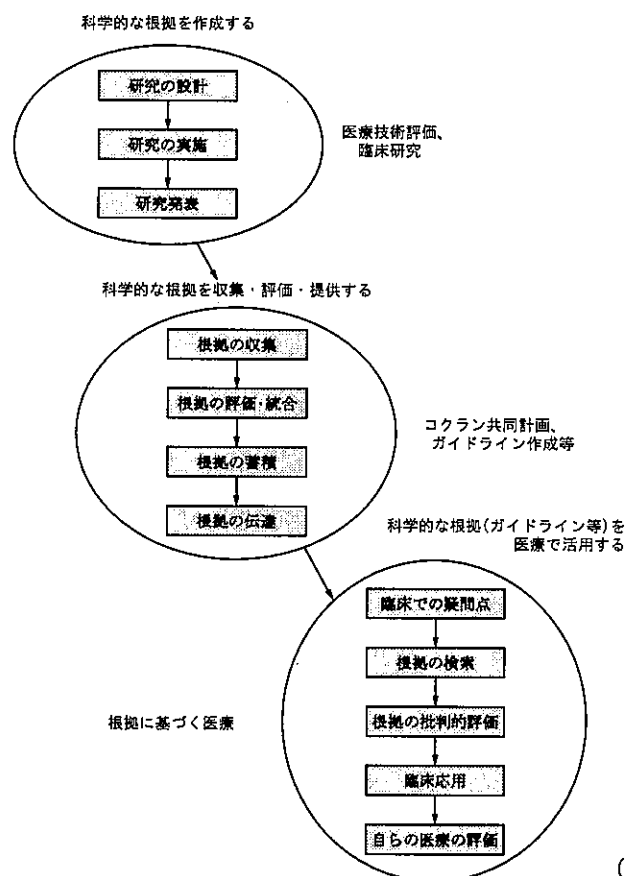 科学的な根拠を作成する
研究の設計
研究の実施
研究発表
医療技術評価、
臨床研究
科学的な根拠を収集・評価・提供する
根拠の収集
根拠の評価・統合
根拠の蓄積
根拠の伝達
コクラン共同計画、
ガイドライン作成等
科学的な根拠(ガイドライン等)を
医療で活用する
臨床での疑問点
根拠の検索
根拠の批判的評価
臨床応用
自らの医療の評価
根拠に基づく医療
(